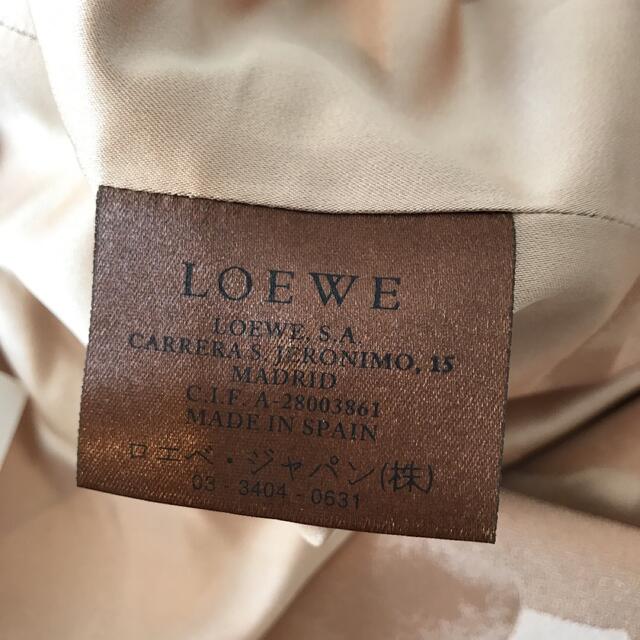 LOEWE
LOEWE, S.A.
CARRERA S. JERONIMO, 15
MADRID
C.I.F. A-28003861
MADE IN SPAIN
ロエベ・ジャパン(株)
03-3404-0631